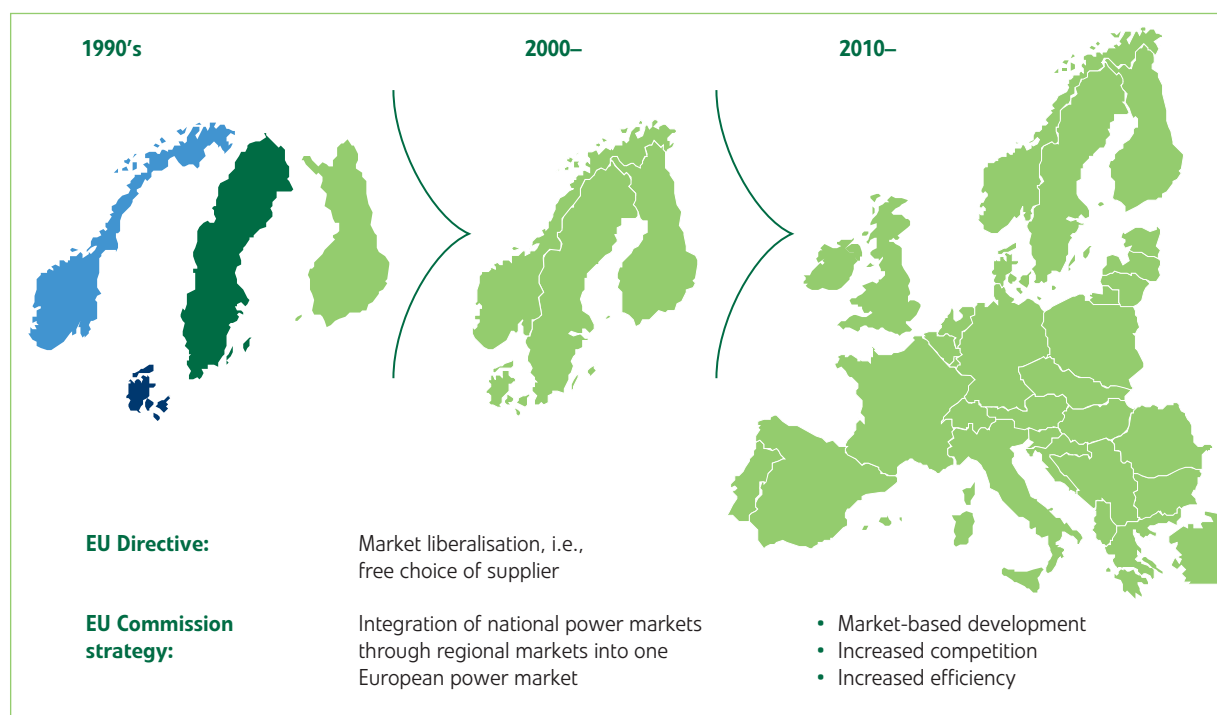 1990's
2000–
2010–
EU Directive:
Market liberalisation, i.e.,
free choice of supplier
EU Commission
strategy:
Integration of national power markets
through regional markets into one
European power market
• Market-based development
• Increased competition
• Increased efficiency